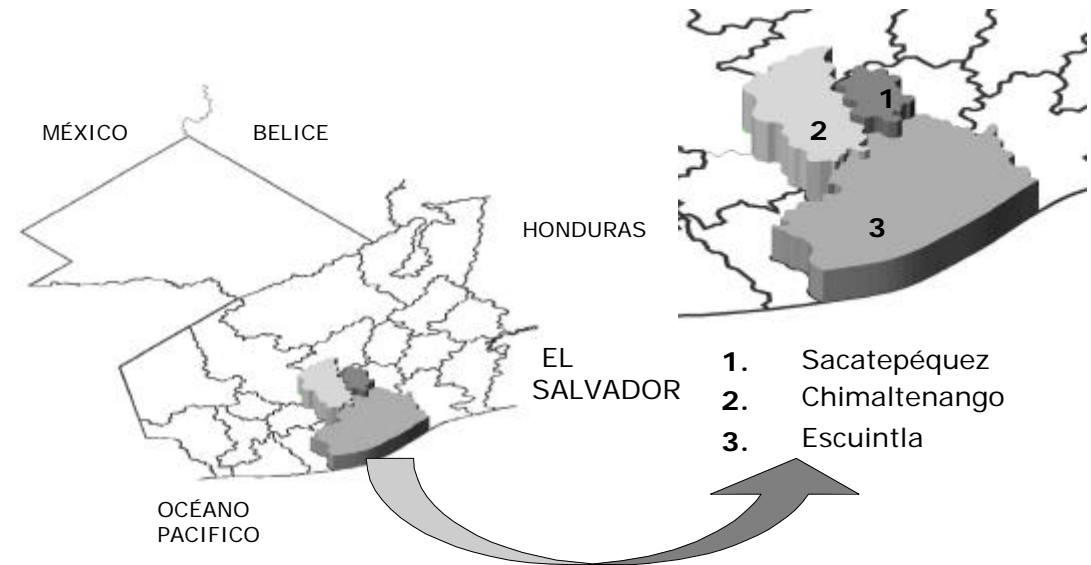 MÉXICO
BELICE
HONDURAS
EL
SALVADOR
OCÉANO
PACIFICO
1
2
3
1. Sacatepéquez
2. Chimaltenango
3. Escuintla